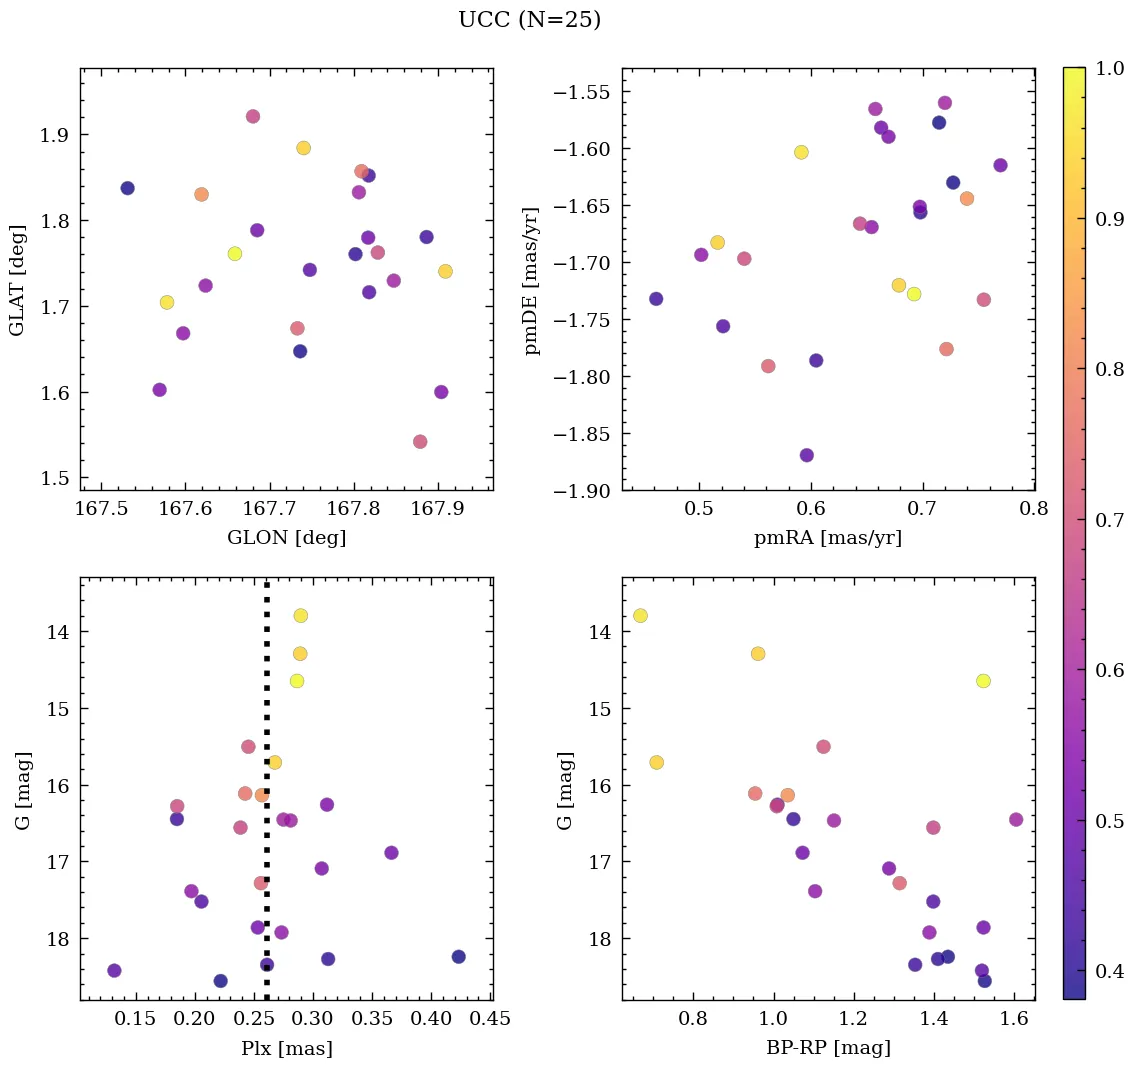 UCC (N=25)
1.9
1.8
1.7
1.6
1.5
GLAT [deg]
167.5 167.6 167.7 167.8 167.9
GLON [deg]
−1.55
−1.60
−1.65
−1.70
−1.75
−1.80
−1.85
−1.90
pmDE [mas/yr]
0.5 0.6 0.7 0.8
pmRA [mas/yr]
14
15
16
17
18
G [mag]
0.15 0.20 0.25 0.30 0.35 0.40 0.45
Plx [mas]
14
15
16
17
18
G [mag]
0.8 1.0 1.2 1.4 1.6
BP-RP [mag]
1.0
0.9
0.8
0.7
0.6
0.5
0.4